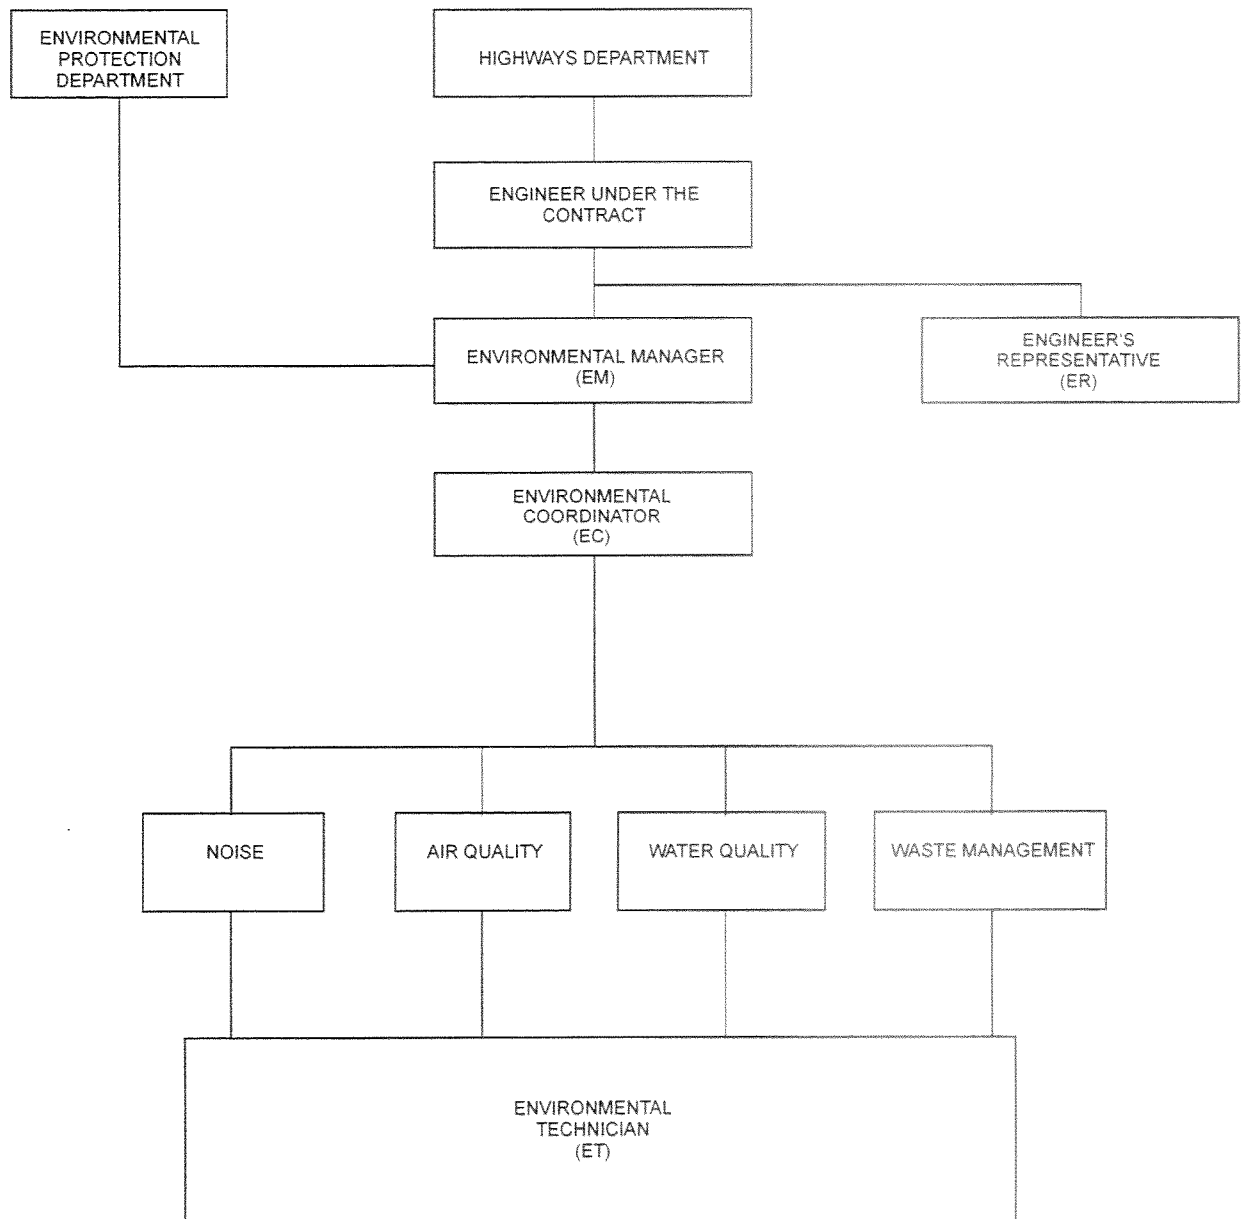 ENVIRONMENTAL
PROTECTION
DEPARTMENT
HIGHWAYS DEPARTMENT
ENGINEER UNDER THE
CONTRACT
ENVIRONMENTAL MANAGER
(EM)
ENGINEER'S
REPRESENTATIVE
(ER)
ENVIRONMENTAL
COORDINATOR
(EC)
NOISE
AIR QUALITY
WATER QUALITY
WASTE MANAGEMENT
ENVIRONMENTAL
TECHNICIAN
(ET)